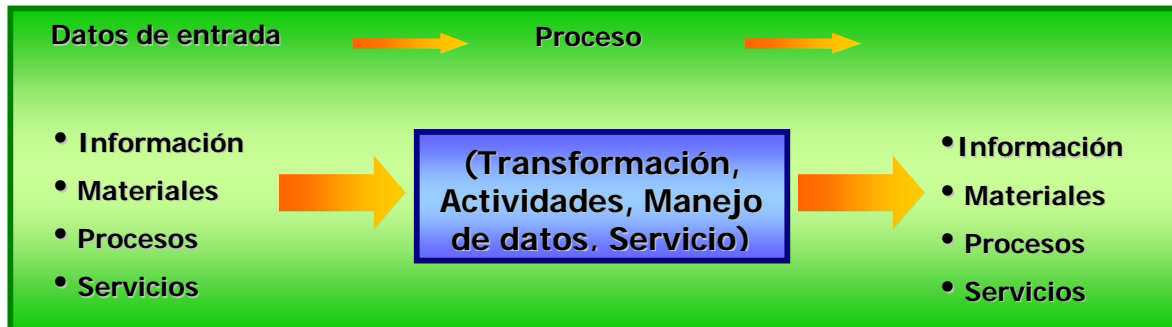 Datos de entrada
Proceso
• Información
• Materiales
• Procesos
• Servicios
(Transformación,
Actividades, Manejo
de datos, Servicio)
•Información
• Materiales
• Procesos
• Servicios